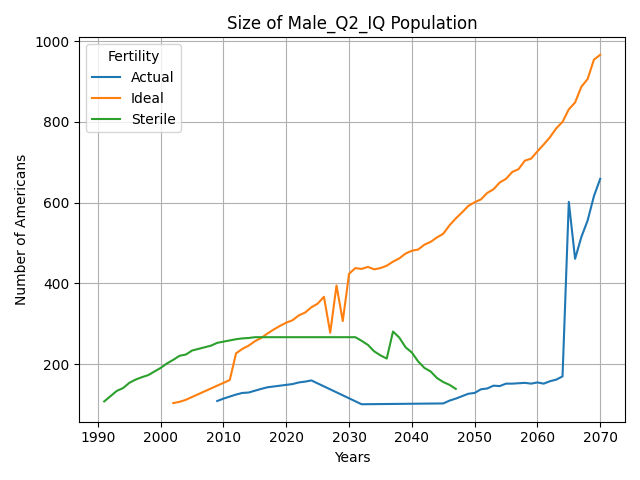 Size of Male_Q2_IQ Population
Number of Americans
1000
800
600
400
200
Fertility
Actual
Ideal
Sterile
1990 2000 2010 2020 2030 2040 2050 2060 2070
Years